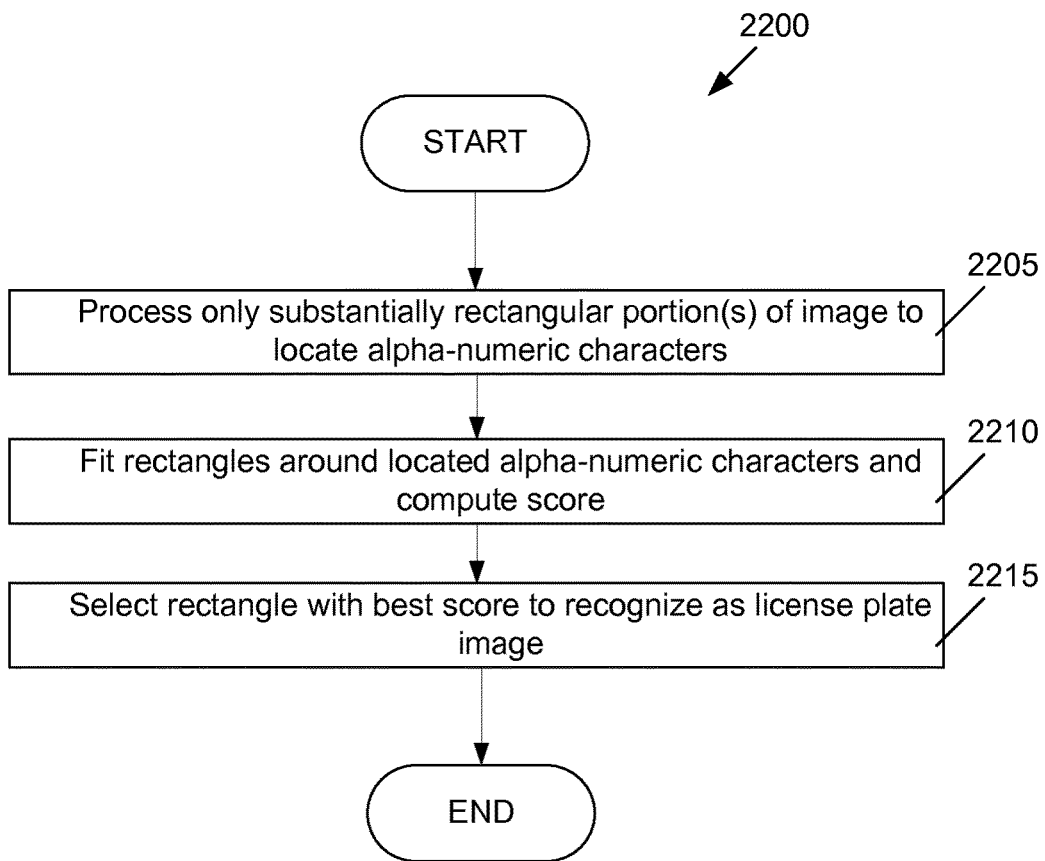 2200
START
2205
Process only substantially rectangular portion(s) of image to
locate alpha-numeric characters
2210
Fit rectangles around located alpha-numeric characters and
compute score
2215
Select rectangle with best score to recognize as license plate
image
END